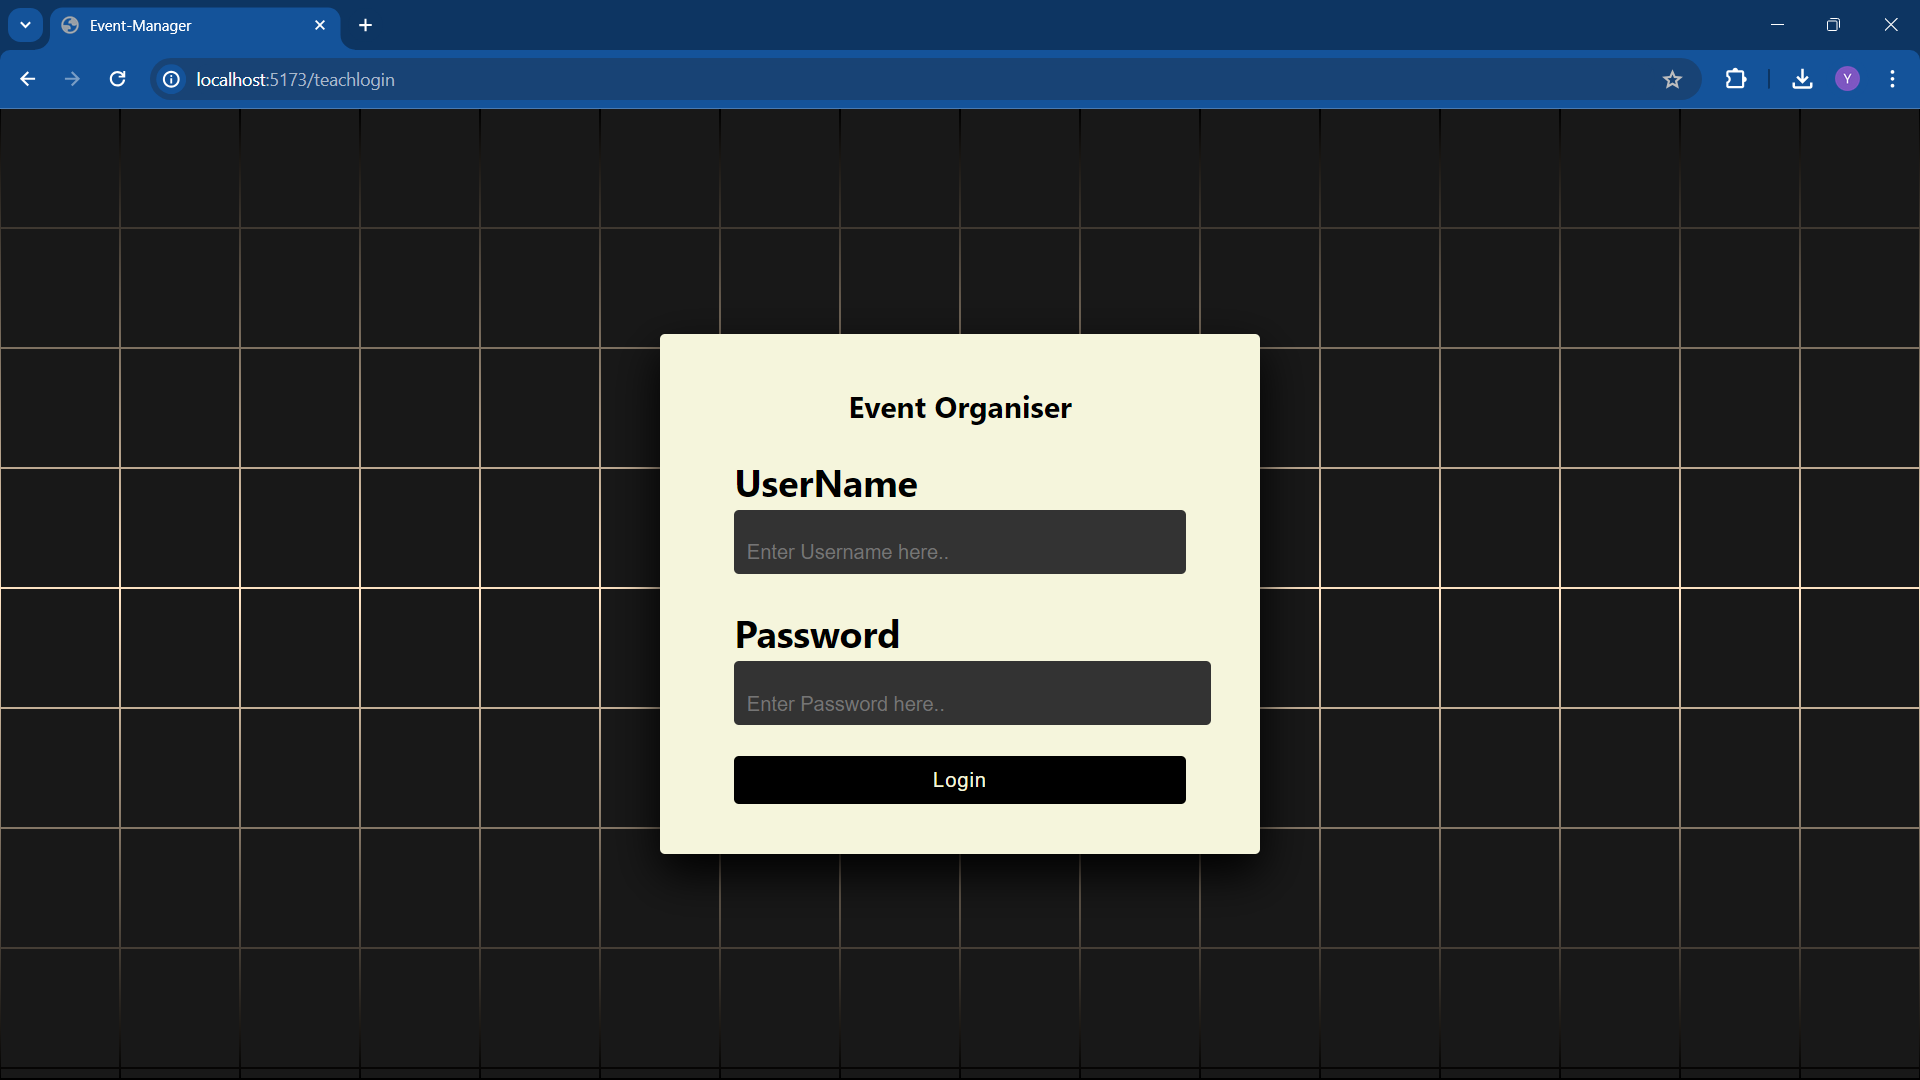 Event-Manager
localhost:5173/teachlogin
Y
Event Organiser
UserName
Enter Username here..
Password
Enter Password here..
Login